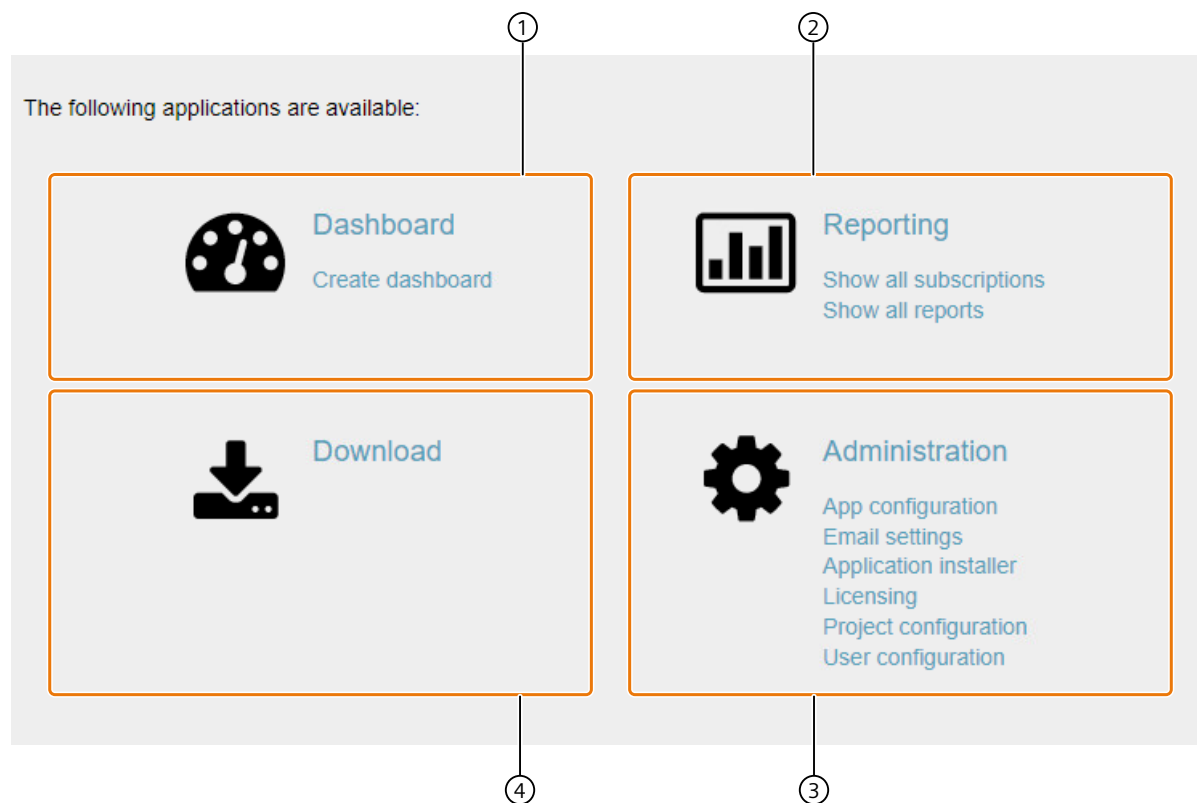 ①
②
The following applications are available:
Dashboard
Create dashboard
Reporting
Show all subscriptions
Show all reports
Download
Administration
App configuration
Email settings
Application installer
Licensing
Project configuration
User configuration
④
③